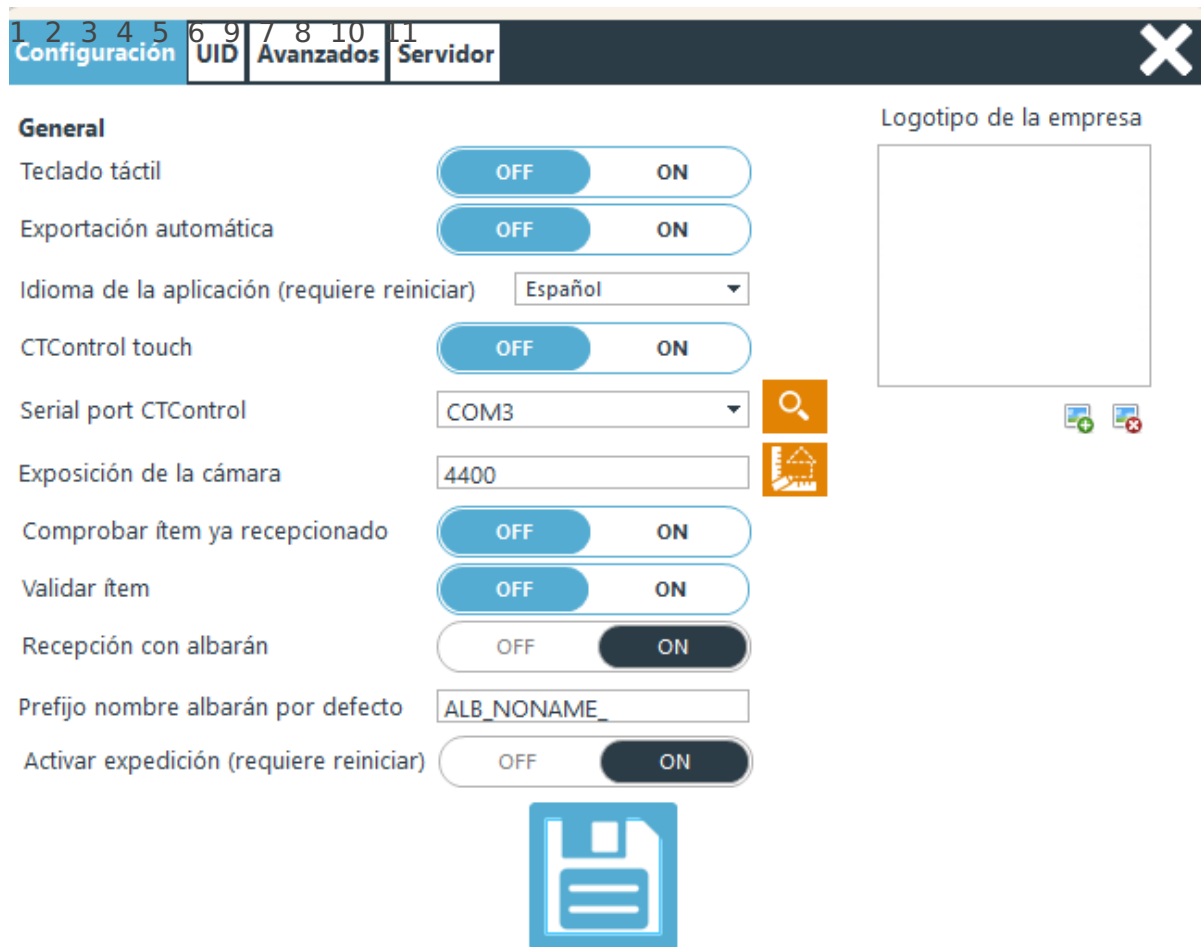 1 2 3 4 5 6 9 7 8 10 11
Configuración UID Avanzados Servidor
General
Logotipo de la empresa
Teclado táctil OFF ON
Exportación automática OFF ON
Idioma de la aplicación (requiere reiniciar) Español
CTControl touch OFF ON
Serial port CTControl COM3
Exposición de la cámara 4400
Comprobar ítem ya recepcionado OFF ON
Validar ítem OFF ON
Recepción con albarán OFF ON
Prefijo nombre albarán por defecto ALB_NONAME_
Activar expedición (requiere reiniciar) OFF ON